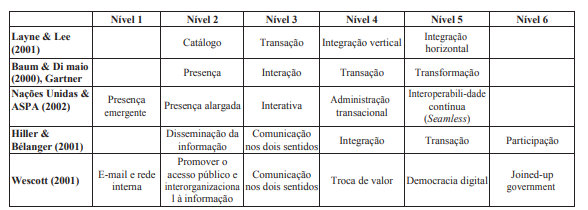 Nível 1 Nível 2 Nível 3 Nível 4 Nível 5 Nível 6
Layne & Lee
(2001)
Catálogo
Transação
Integração vertical
Integração
horizontal
Baum & Di maio
(2000), Gartner
Presença
Interação
Transação
Transformação
Nações Unidas &
ASPA (2002)
Presença
emergente
Presença alargada
Interativa
Administração
transacional
Interoperabili-dade
contínua
(Seamless)
Hiller &
Bélanger (2001)
Disseminação da
informação
Comunicação
nos dois sentidos
Integração
Transação
Participação
Wescott (2001)
E-mail e rede
interna
Promover o
acesso público e
interorganizaciona
l à informação
Comunicação
nos dois sentidos
Troca de valor
Democracia digital
Joined-up
government